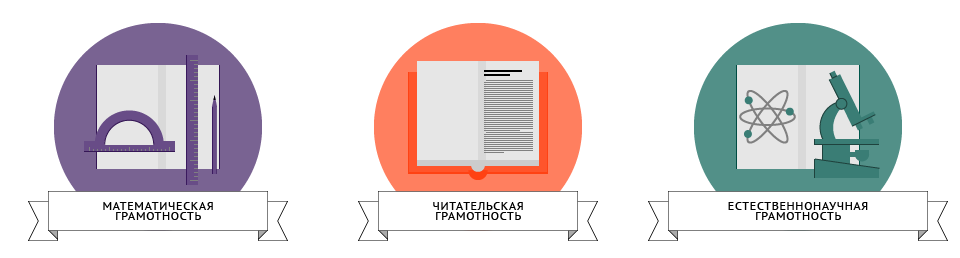 МАТЕМАТИЧЕСКАЯ
ГРАМОТНОСТЬ
ЧИТАТЕЛЬСКАЯ
ГРАМОТНОСТЬ
ЕСТЕСТВЕННОНАУЧНАЯ
ГРАМОТНОСТЬ